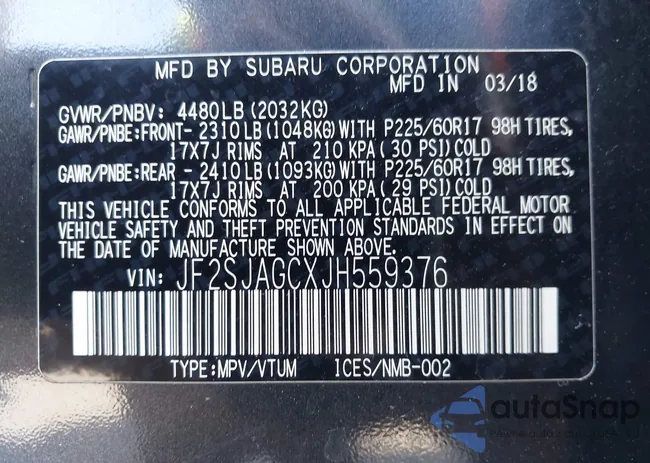 MFD BY SUBARU CORPORATION
MFD IN 03/18
GVWR/PNBV: 4480LB(2032KG)
GAWR/PNBE:FRONT- 2310LB(1048KG)WITH P225/60R17 98H TIRES,
17X7J RIMS AT 210 KPA(30 PSI)COLD
GAWR/PNBE:REAR - 2410LB(1093KG)WITH P225/60R17 98H TIRES,
17X7J RIMS AT 200 KPA(29 PSI)COLD
THIS VEHICLE CONFORMS TO ALL APPLICABLE FEDERAL MOTOR
VEHICLE SAFETY AND THEFT PREVENTION STANDARDS IN EFFECT ON
THE DATE OF MANUFACTURE SHOWN ABOVE.
VIN: JF2SJAGCXJH559376
TYPE:MPV/VTUM ICES/NMB-002
autoSnap